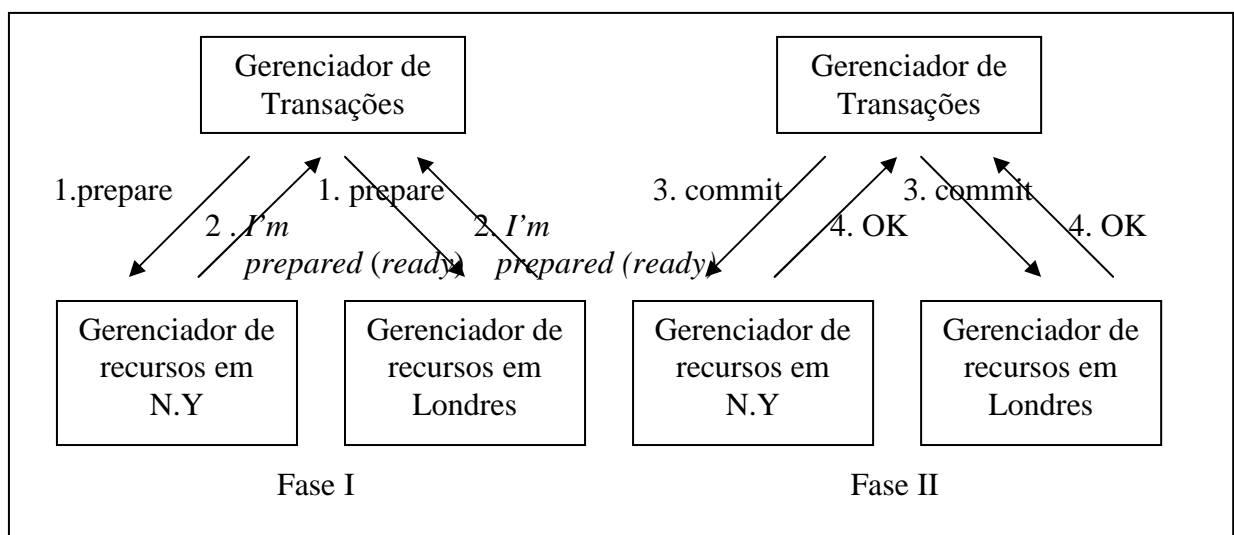 Gerenciador de
Transações
1.prepare
2 . I'm
prepared (ready)
1. prepare
2. I'm
prepared (ready)
Gerenciador de
recursos em
N.Y
Gerenciador de
recursos em
Londres
Fase I
Gerenciador de
Transações
3. commit
4. OK
3. commit
4. OK
Gerenciador de
recursos em
N.Y
Gerenciador de
recursos em
Londres
Fase II